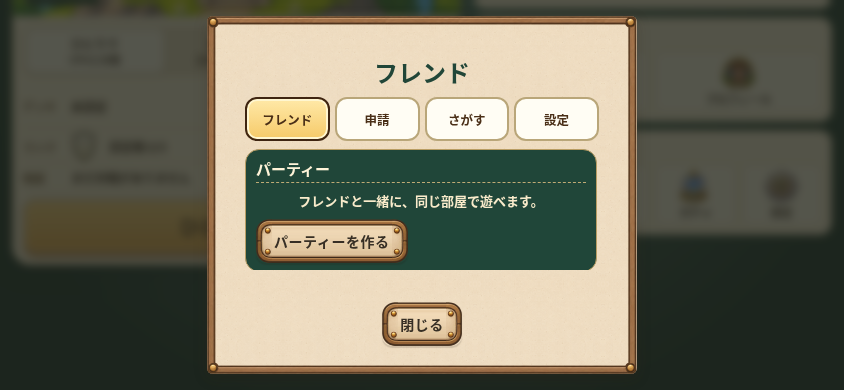 フレンド
フレンド
申請
さがす
設定
パーティー
フレンドと一緒に、同じ部屋で遊べます。
パーティーを作る
閉じる